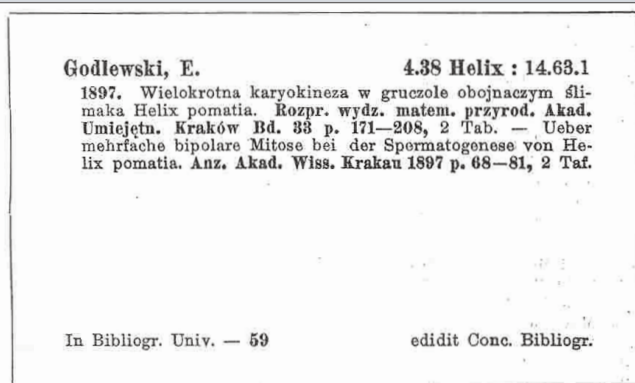 Godlewski, E. 4.38 Helix : 14.63.1
1897. Wielokrotna karyokineza w gruczole obojnaczym śli-
maka Helix pomatia. Rozpr. wydz. matem. przyrod. Akad.
Umiejętn. Kraków Bd. 33 p. 171—208, 2 Tab. — Ueber
mehrfache bipolare Mitose bei der Spermatogenese von He-
lix pomatia. Anz. Akad. Wiss. Krakau 1897 p. 68—81, 2 Taf.
In Bibliogr. Univ. — 59 edidit Conc. Bibliogr.